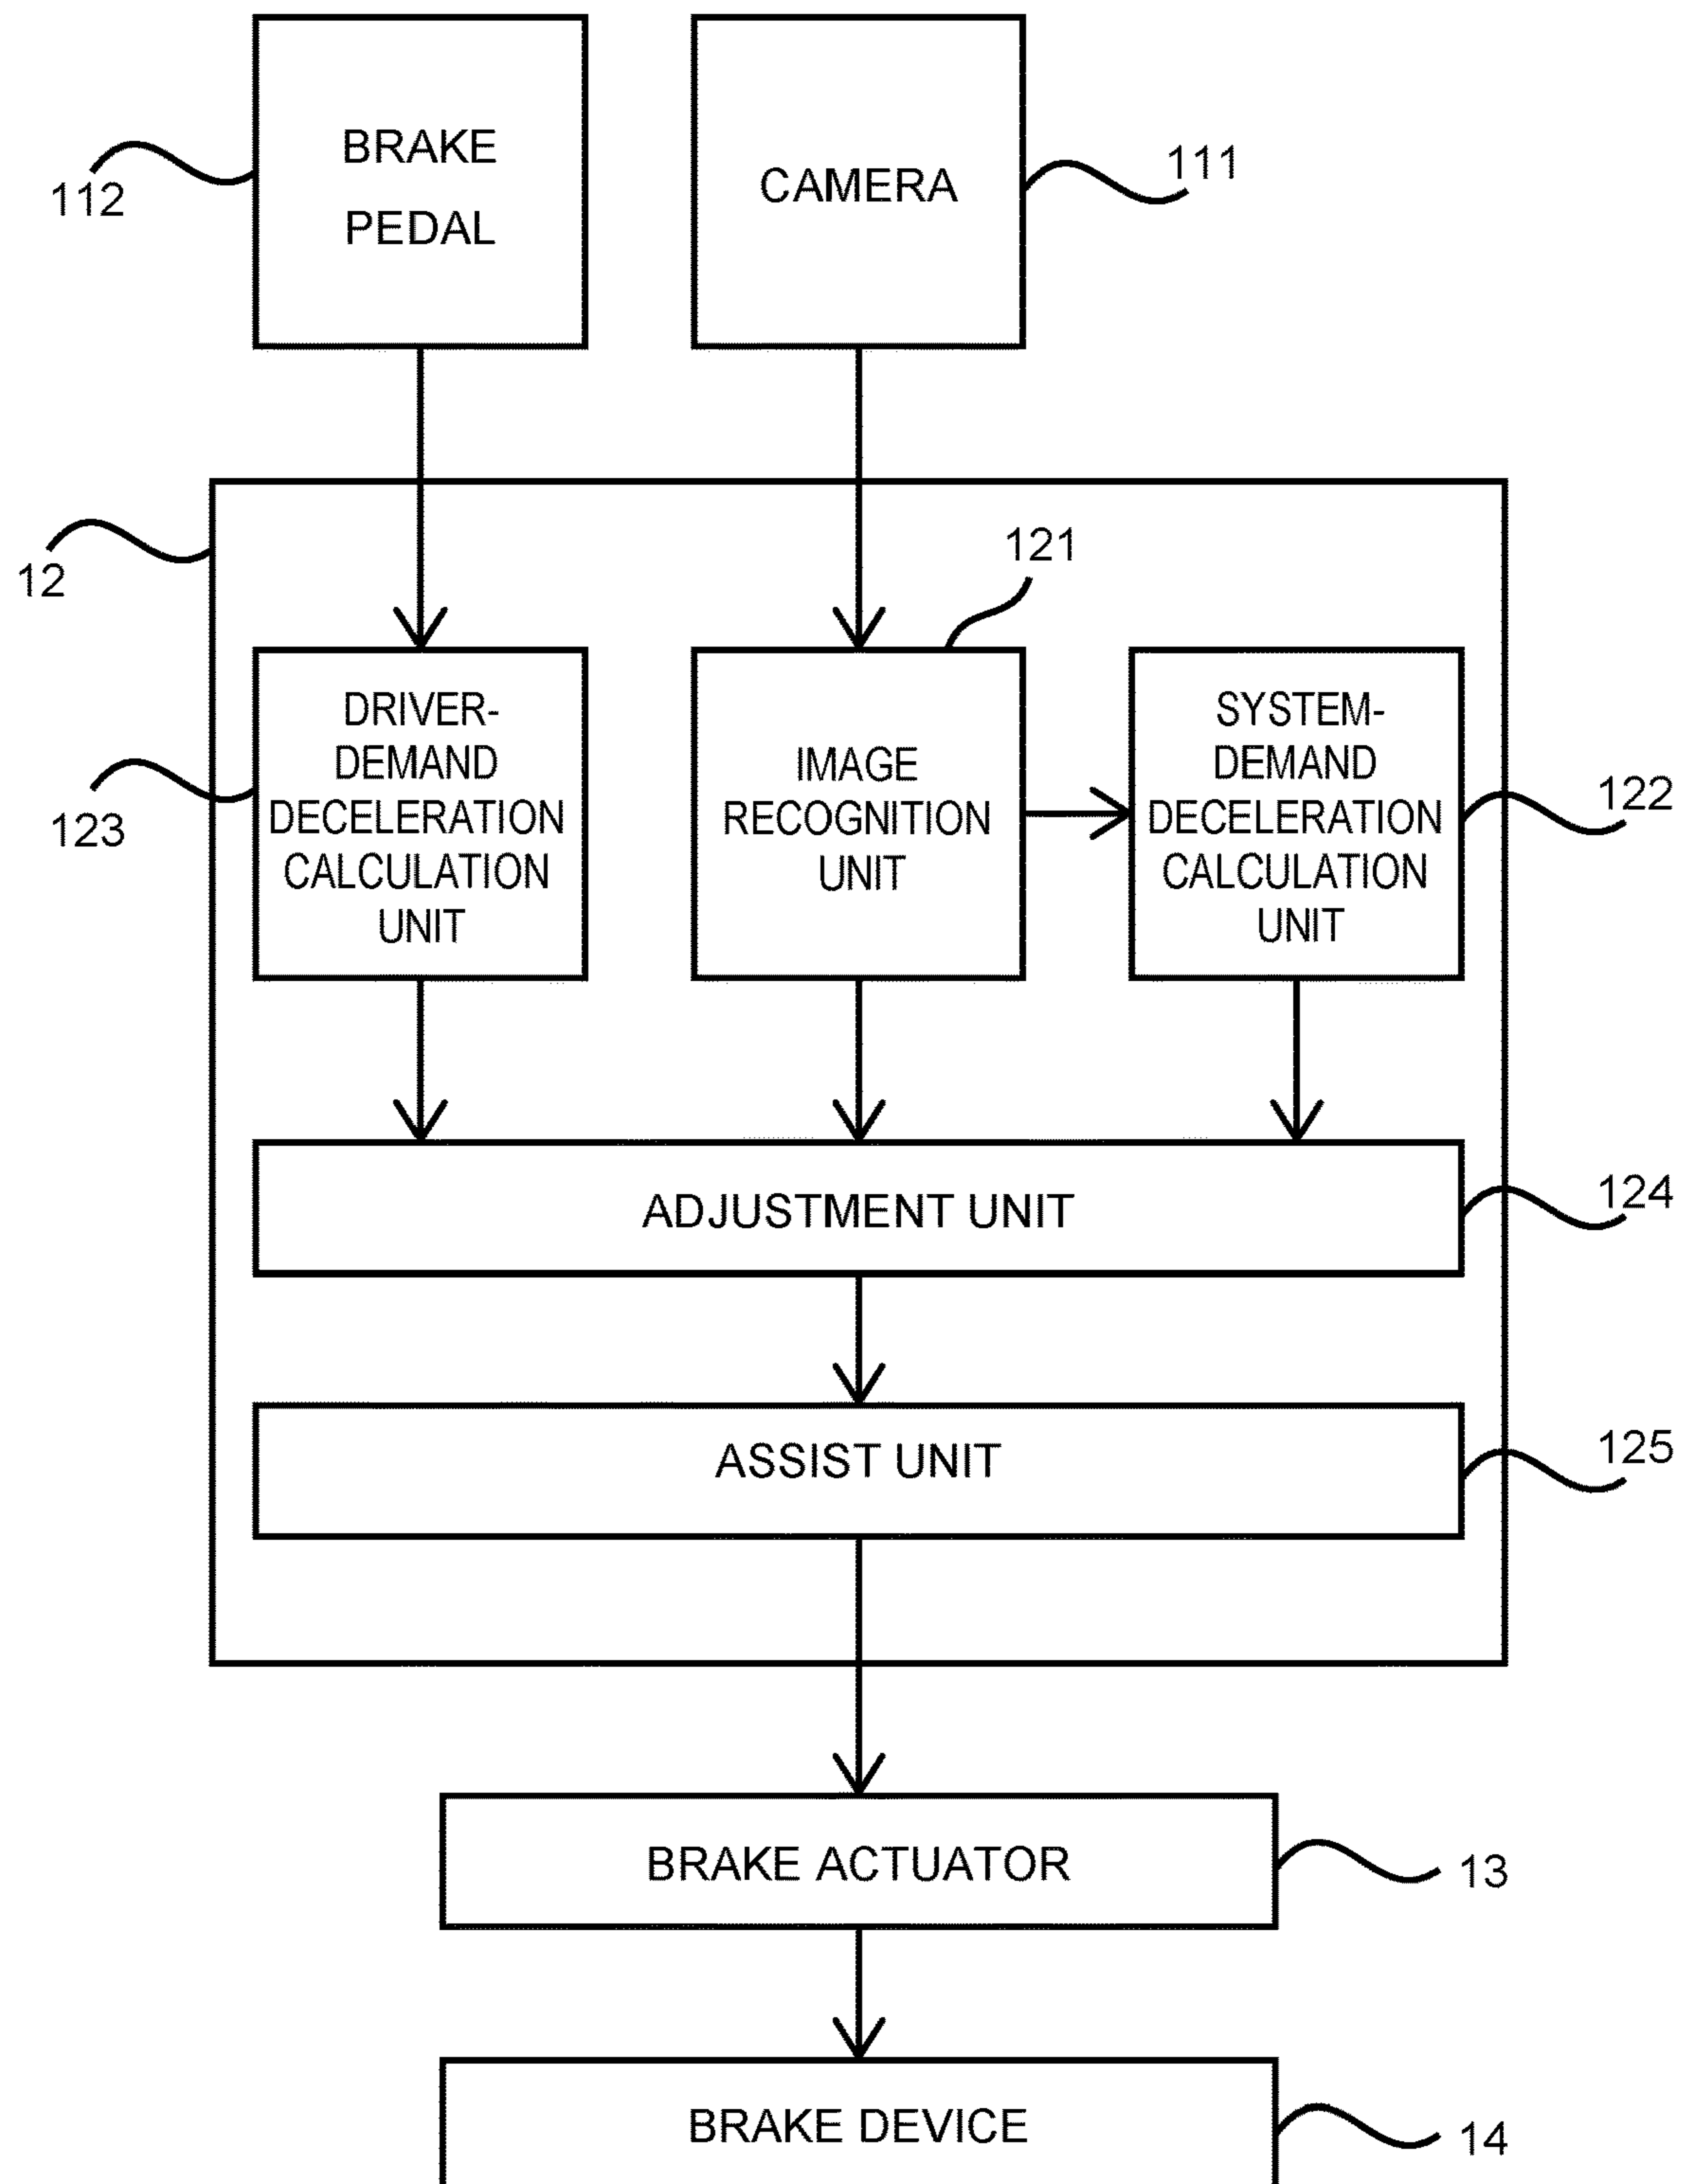 BRAKE
PEDAL
112
CAMERA
111
12
121
DRIVER-
DEMAND
DECELERATION
CALCULATION
UNIT
123
IMAGE
RECOGNITION
UNIT
SYSTEM-
DEMAND
DECELERATION
CALCULATION
UNIT
122
ADJUSTMENT UNIT
124
ASSIST UNIT
125
BRAKE ACTUATOR
13
BRAKE DEVICE
14